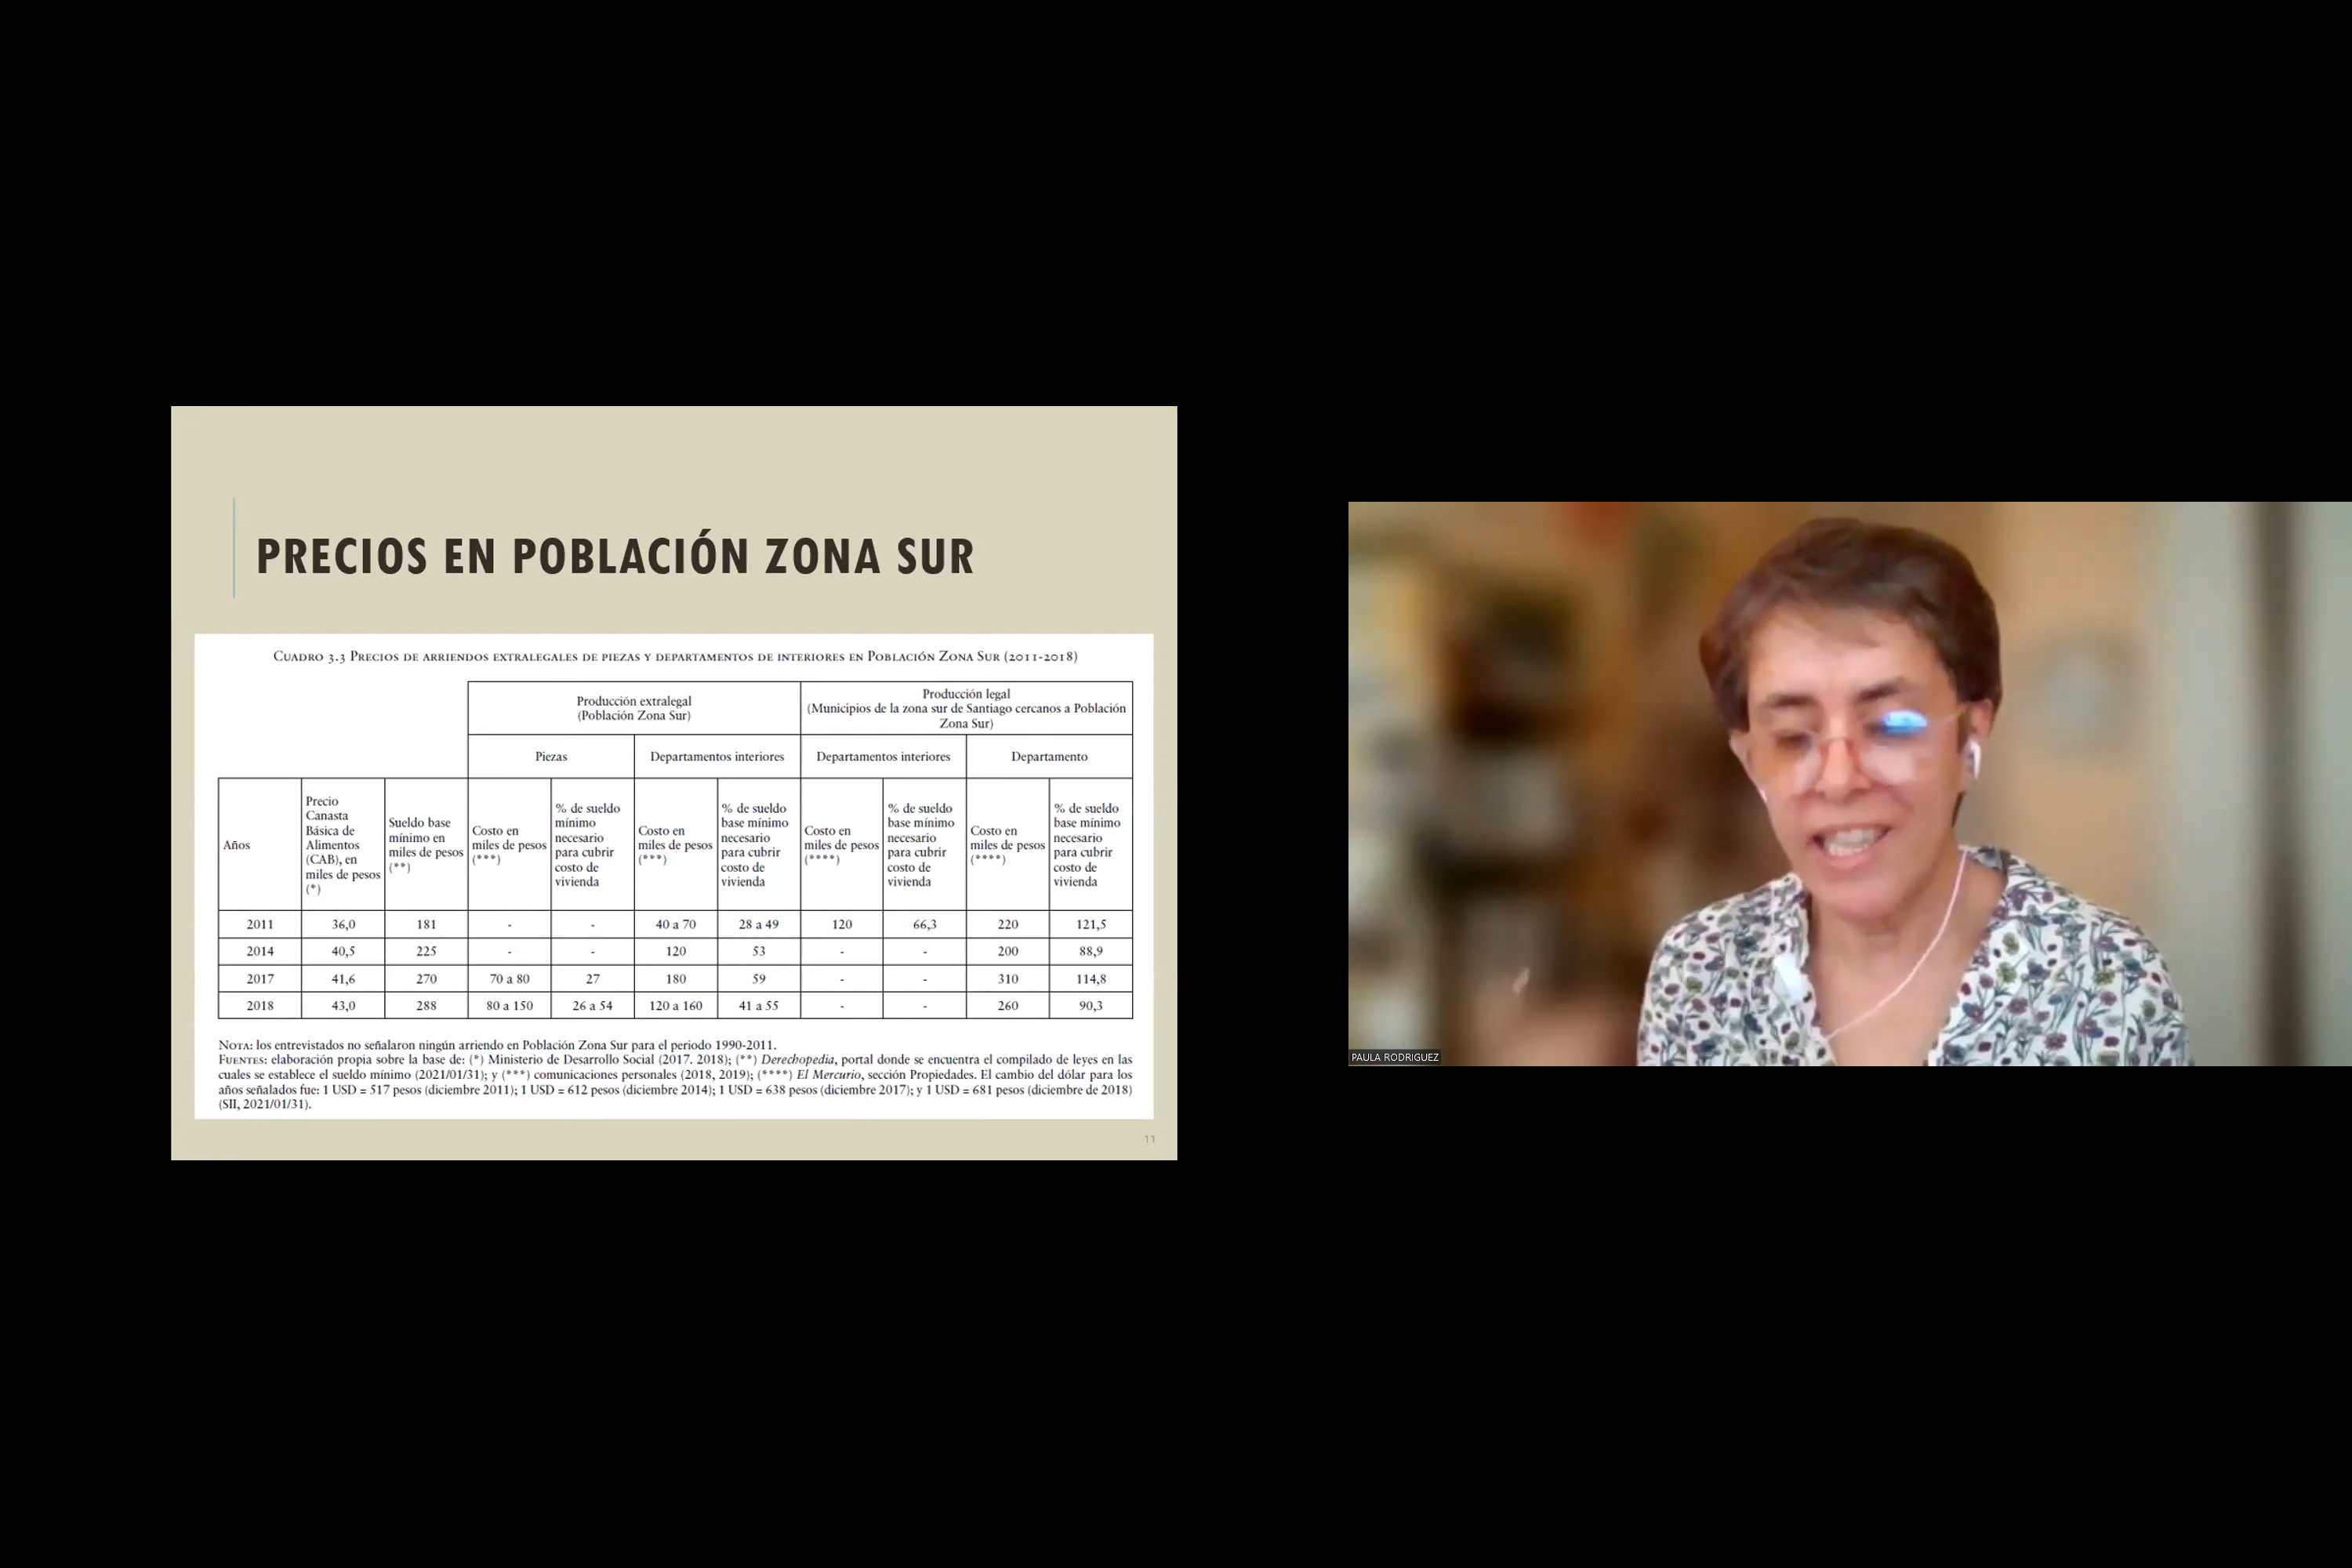 PRECIOS EN POBLACIÓN ZONA SUR
CUADRO 3.3 PRECIOS DE ARRIENDOS EXTRALEGALES DE PIEZAS Y DEPARTAMENTOS DE INTERIORES EN POBLACIÓN ZONA SUR (2011-2018)
Producción extralegal
(Población Zona Sur)
Producción legal
(Municipios de la zona sur de Santiago cercanos a Población
Zona Sur)
Piezas
Departamentos interiores
Departamentos interiores
Departamento
Años
Precio
Canasta
Básica de
Alimentos
(CAB), en
miles de pesos
(*)
Sueldo base
mínimo en
miles de pesos
(**)
Costo en
miles de pesos
(***)
% de sueldo
mínimo
necesario
para cubrir
costo de
vivienda
Costo en
miles de pesos
(***)
% de sueldo
base mínimo
necesario
para cubrir
costo de
vivienda
Costo en
miles de pesos
(****)
% de sueldo
base mínimo
necesario
para cubrir
costo de
vivienda
Costo en
miles de pesos
(****)
% de sueldo
base mínimo
necesario
para cubrir
costo de
vivienda
2011 36,0 181 - - 40 a 70 28 a 49 120 66,3 220 121,5
2014 40,5 225 - - 120 53 - - 200 88,9
2017 41,6 270 70 a 80 27 180 59 - - 310 114,8
2018 43,0 288 80 a 150 26 a 54 120 a 160 41 a 55 - - 260 90,3
NOTA: los entrevistados no señalaron ningún arriendo en Población Zona Sur para el periodo 1990-2011.
FUENTES: elaboración propia sobre la base de: (*) Ministerio de Desarrollo Social (2017. 2018); (**) Derechopedia, portal donde se encuentra el compilado de leyes en las
cuales se establece el sueldo mínimo (2021/01/31); y (***) comunicaciones personales (2018, 2019); (****) El Mercurio, sección Propiedades. El cambio del dólar para los
años señalados fue: 1 USD = 517 pesos (diciembre 2011); 1 USD = 612 pesos (diciembre 2014); 1 USD = 638 pesos (diciembre 2017); y 1 USD = 681 pesos (diciembre de 2018)
(SII, 2021/01/31).
11
PAULA RODRIGUEZ